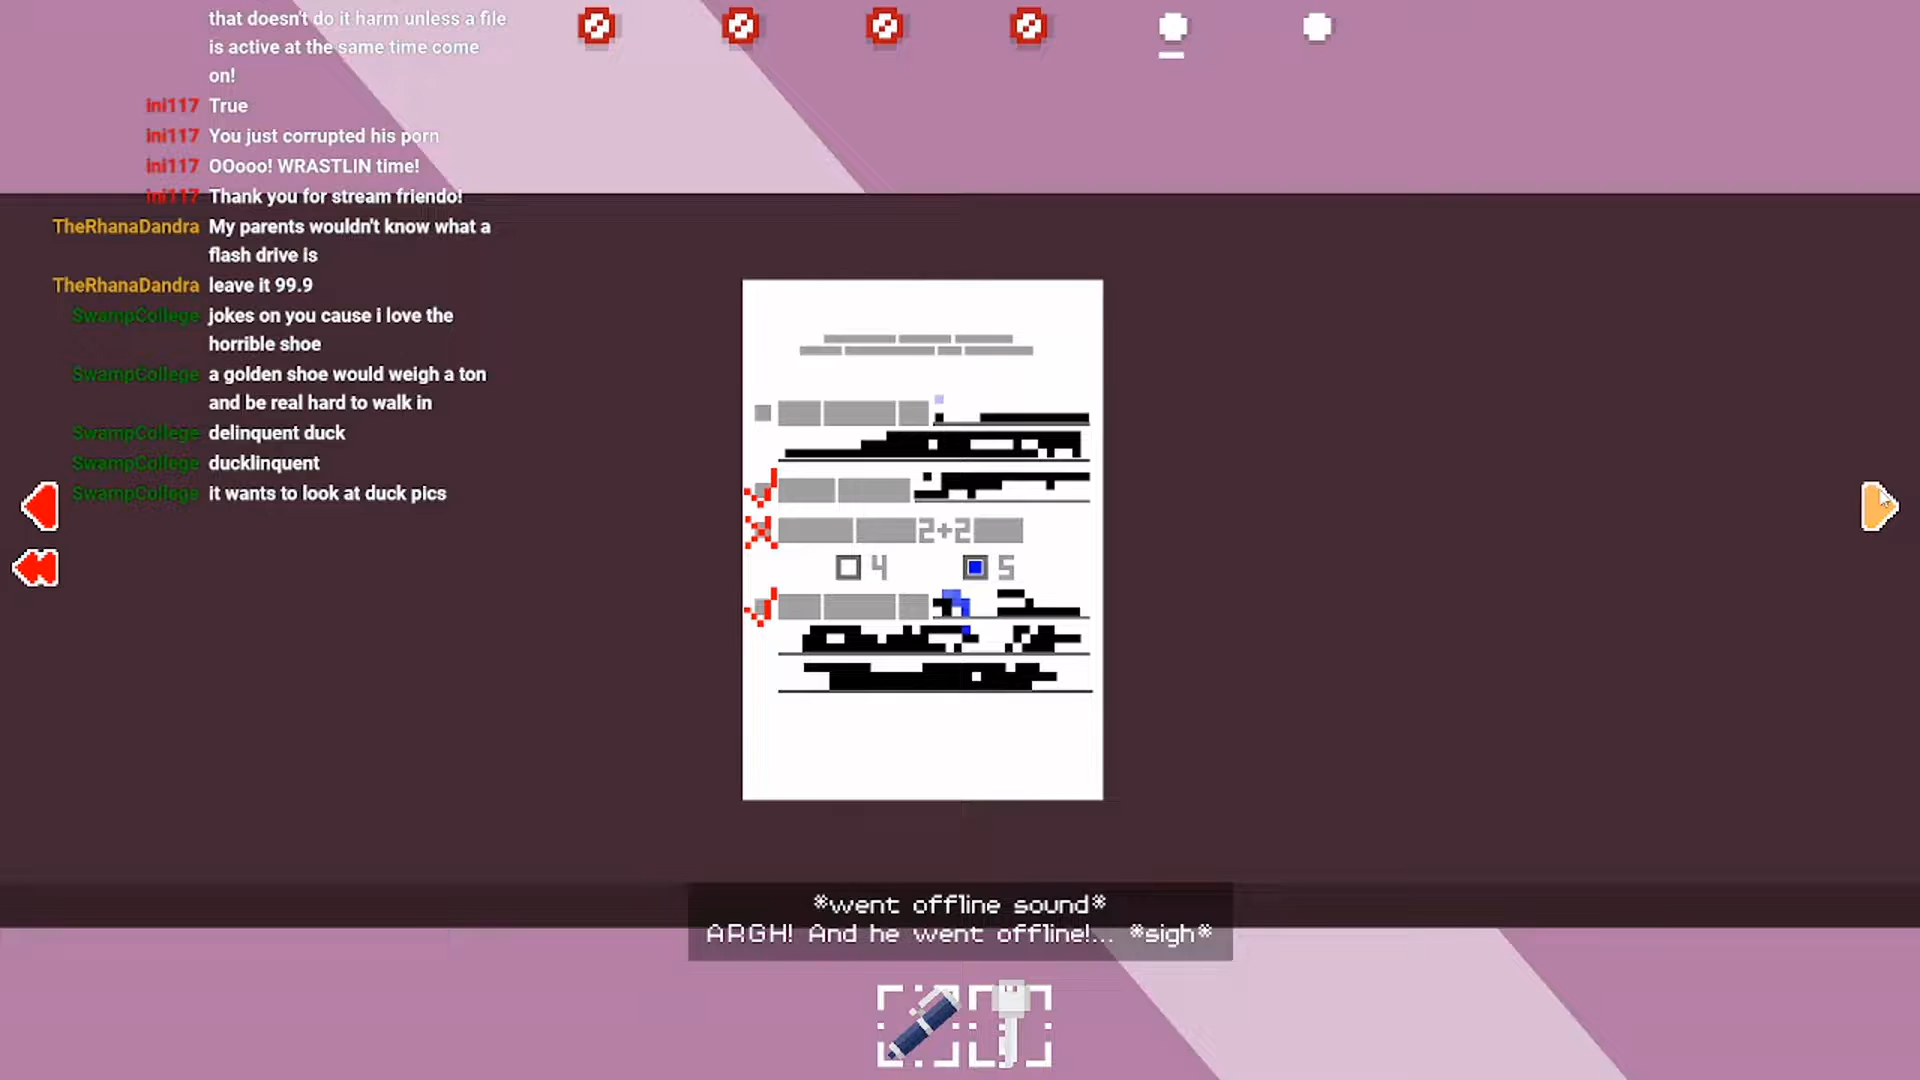 that doesn't do it harm unless a file
is active at the same time come
on!
ini117 True
ini117 You just corrupted his porn
ini117 OOooo! WRASTLIN time!
ini117 Thank you for stream friendo!
TheRhanaDandra My parents wouldn't know what a
flash drive is
TheRhanaDandra leave it 99.9
SwampCollege jokes on you cause i love the
horrible shoe
SwampCollege a golden shoe would weigh a ton
and be real hard to walk in
SwampCollege delinquent duck
SwampCollege ducklinquent
SwampCollege it wants to look at duck pics
2+2
4 5
*went offline sound*
ARGH! And he went offline!... *sigh*